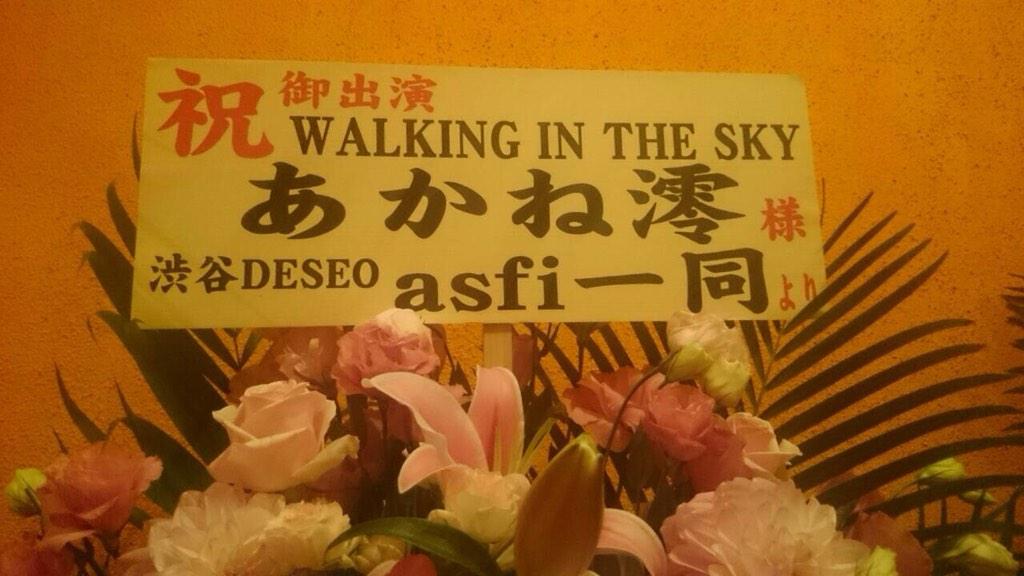 祝 御出演
WALKING IN THE SKY
あかね澪 様
渋谷DESEO asfi一同 より